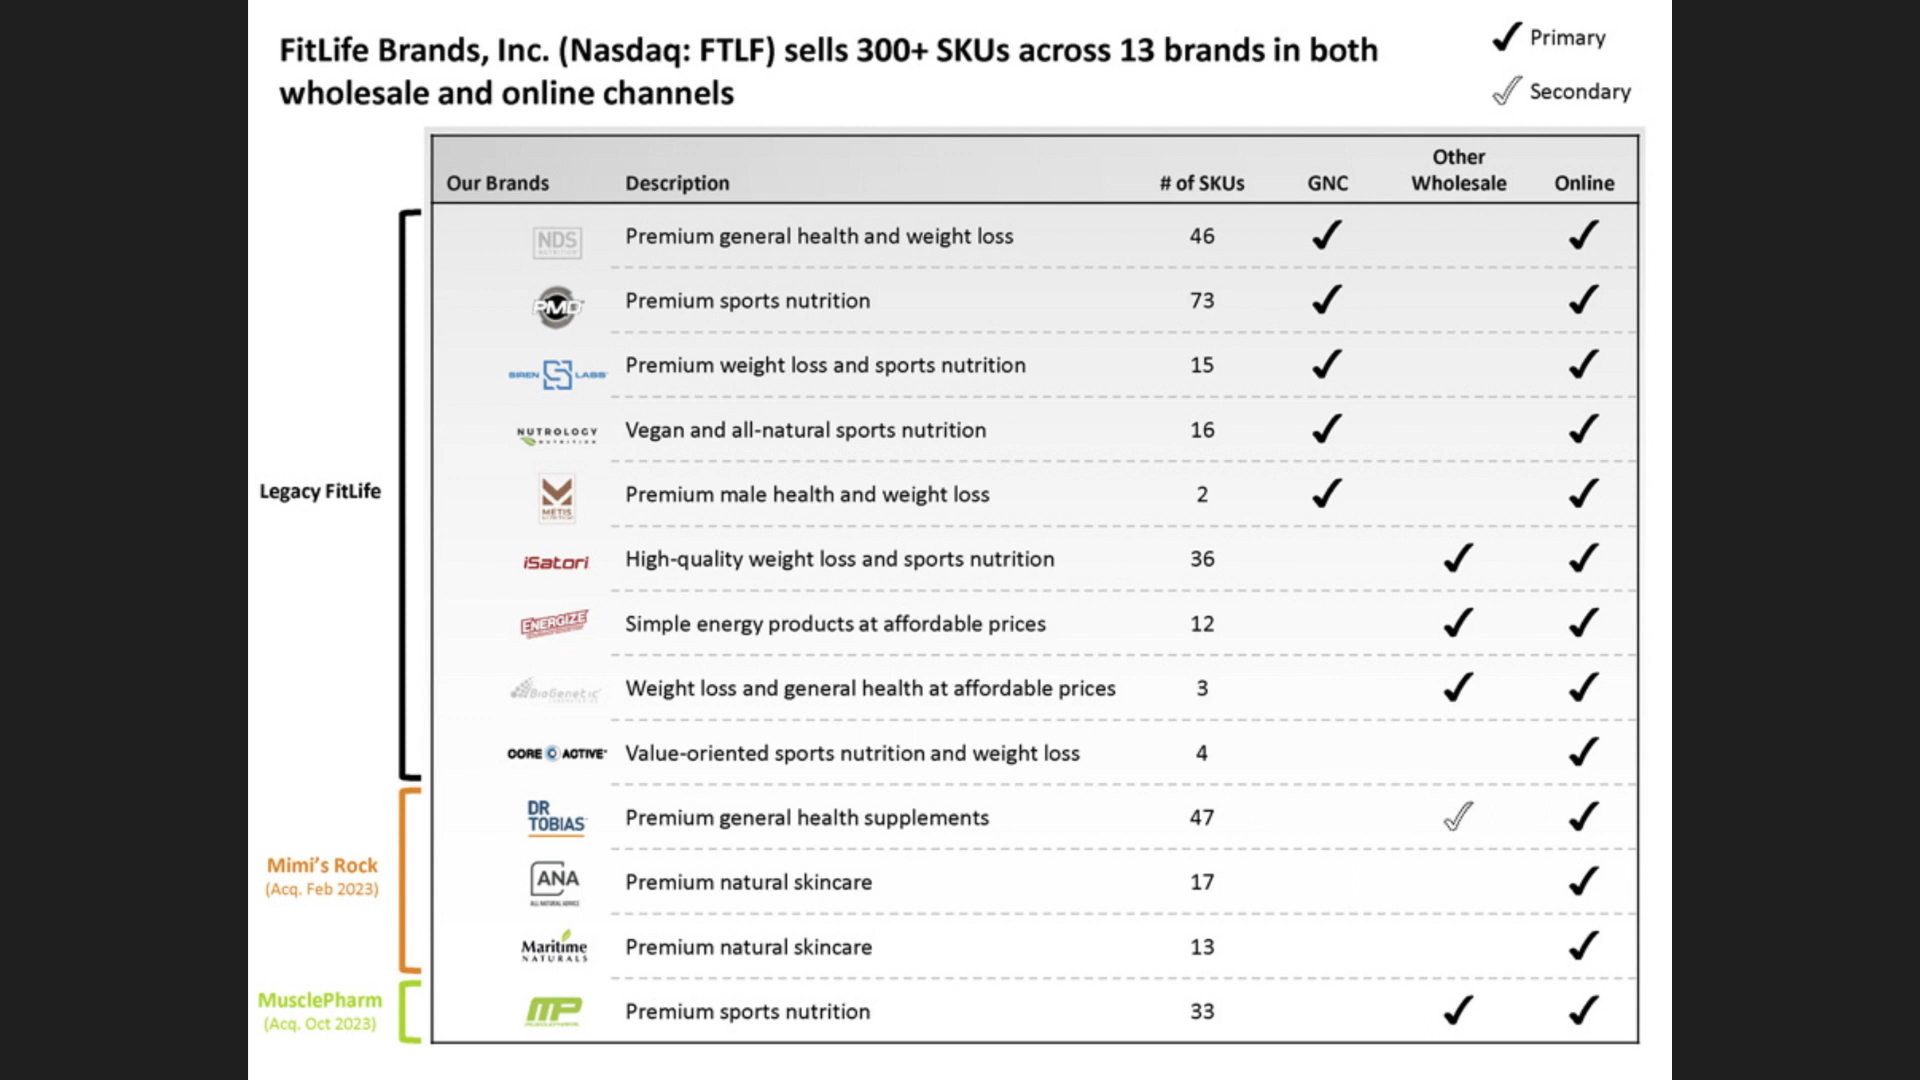 FitLife Brands, Inc. (Nasdaq: FTLF) sells 300+ SKUs across 13 brands in both
wholesale and online channels
Primary
Secondary
Our Brands Description # of SKUs GNC Other Wholesale Online
Legacy FitLife
NDS NUTRITION Premium general health and weight loss 46
PMD Premium sports nutrition 73
SIREN LABS Premium weight loss and sports nutrition 15
NUTROLOGY NUTRITION Vegan and all-natural sports nutrition 16
METIS Premium male health and weight loss 2
iSatori High-quality weight loss and sports nutrition 36
ENERGIZE Simple energy products at affordable prices 12
BioGenetic LABORATORIES Weight loss and general health at affordable prices 3
CORE ACTIVE Value-oriented sports nutrition and weight loss 4
Mimi's Rock
(Acq. Feb 2023)
DR TOBIAS Premium general health supplements 47
ANA ALL NATURAL ADVICE Premium natural skincare 17
Maritime NATURALS Premium natural skincare 13
MusclePharm
(Acq. Oct 2023)
MP MUSCLEPHARM Premium sports nutrition 33